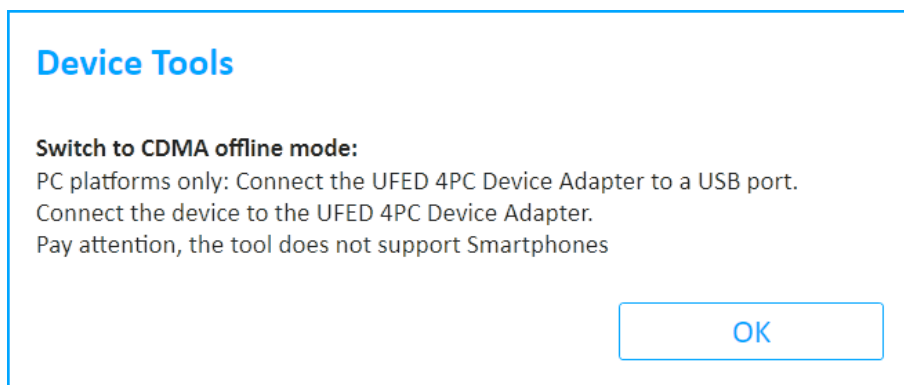 Device Tools
Switch to CDMA offline mode:
PC platforms only: Connect the UFED 4PC Device Adapter to a USB port.
Connect the device to the UFED 4PC Device Adapter.
Pay attention, the tool does not support Smartphones
OK